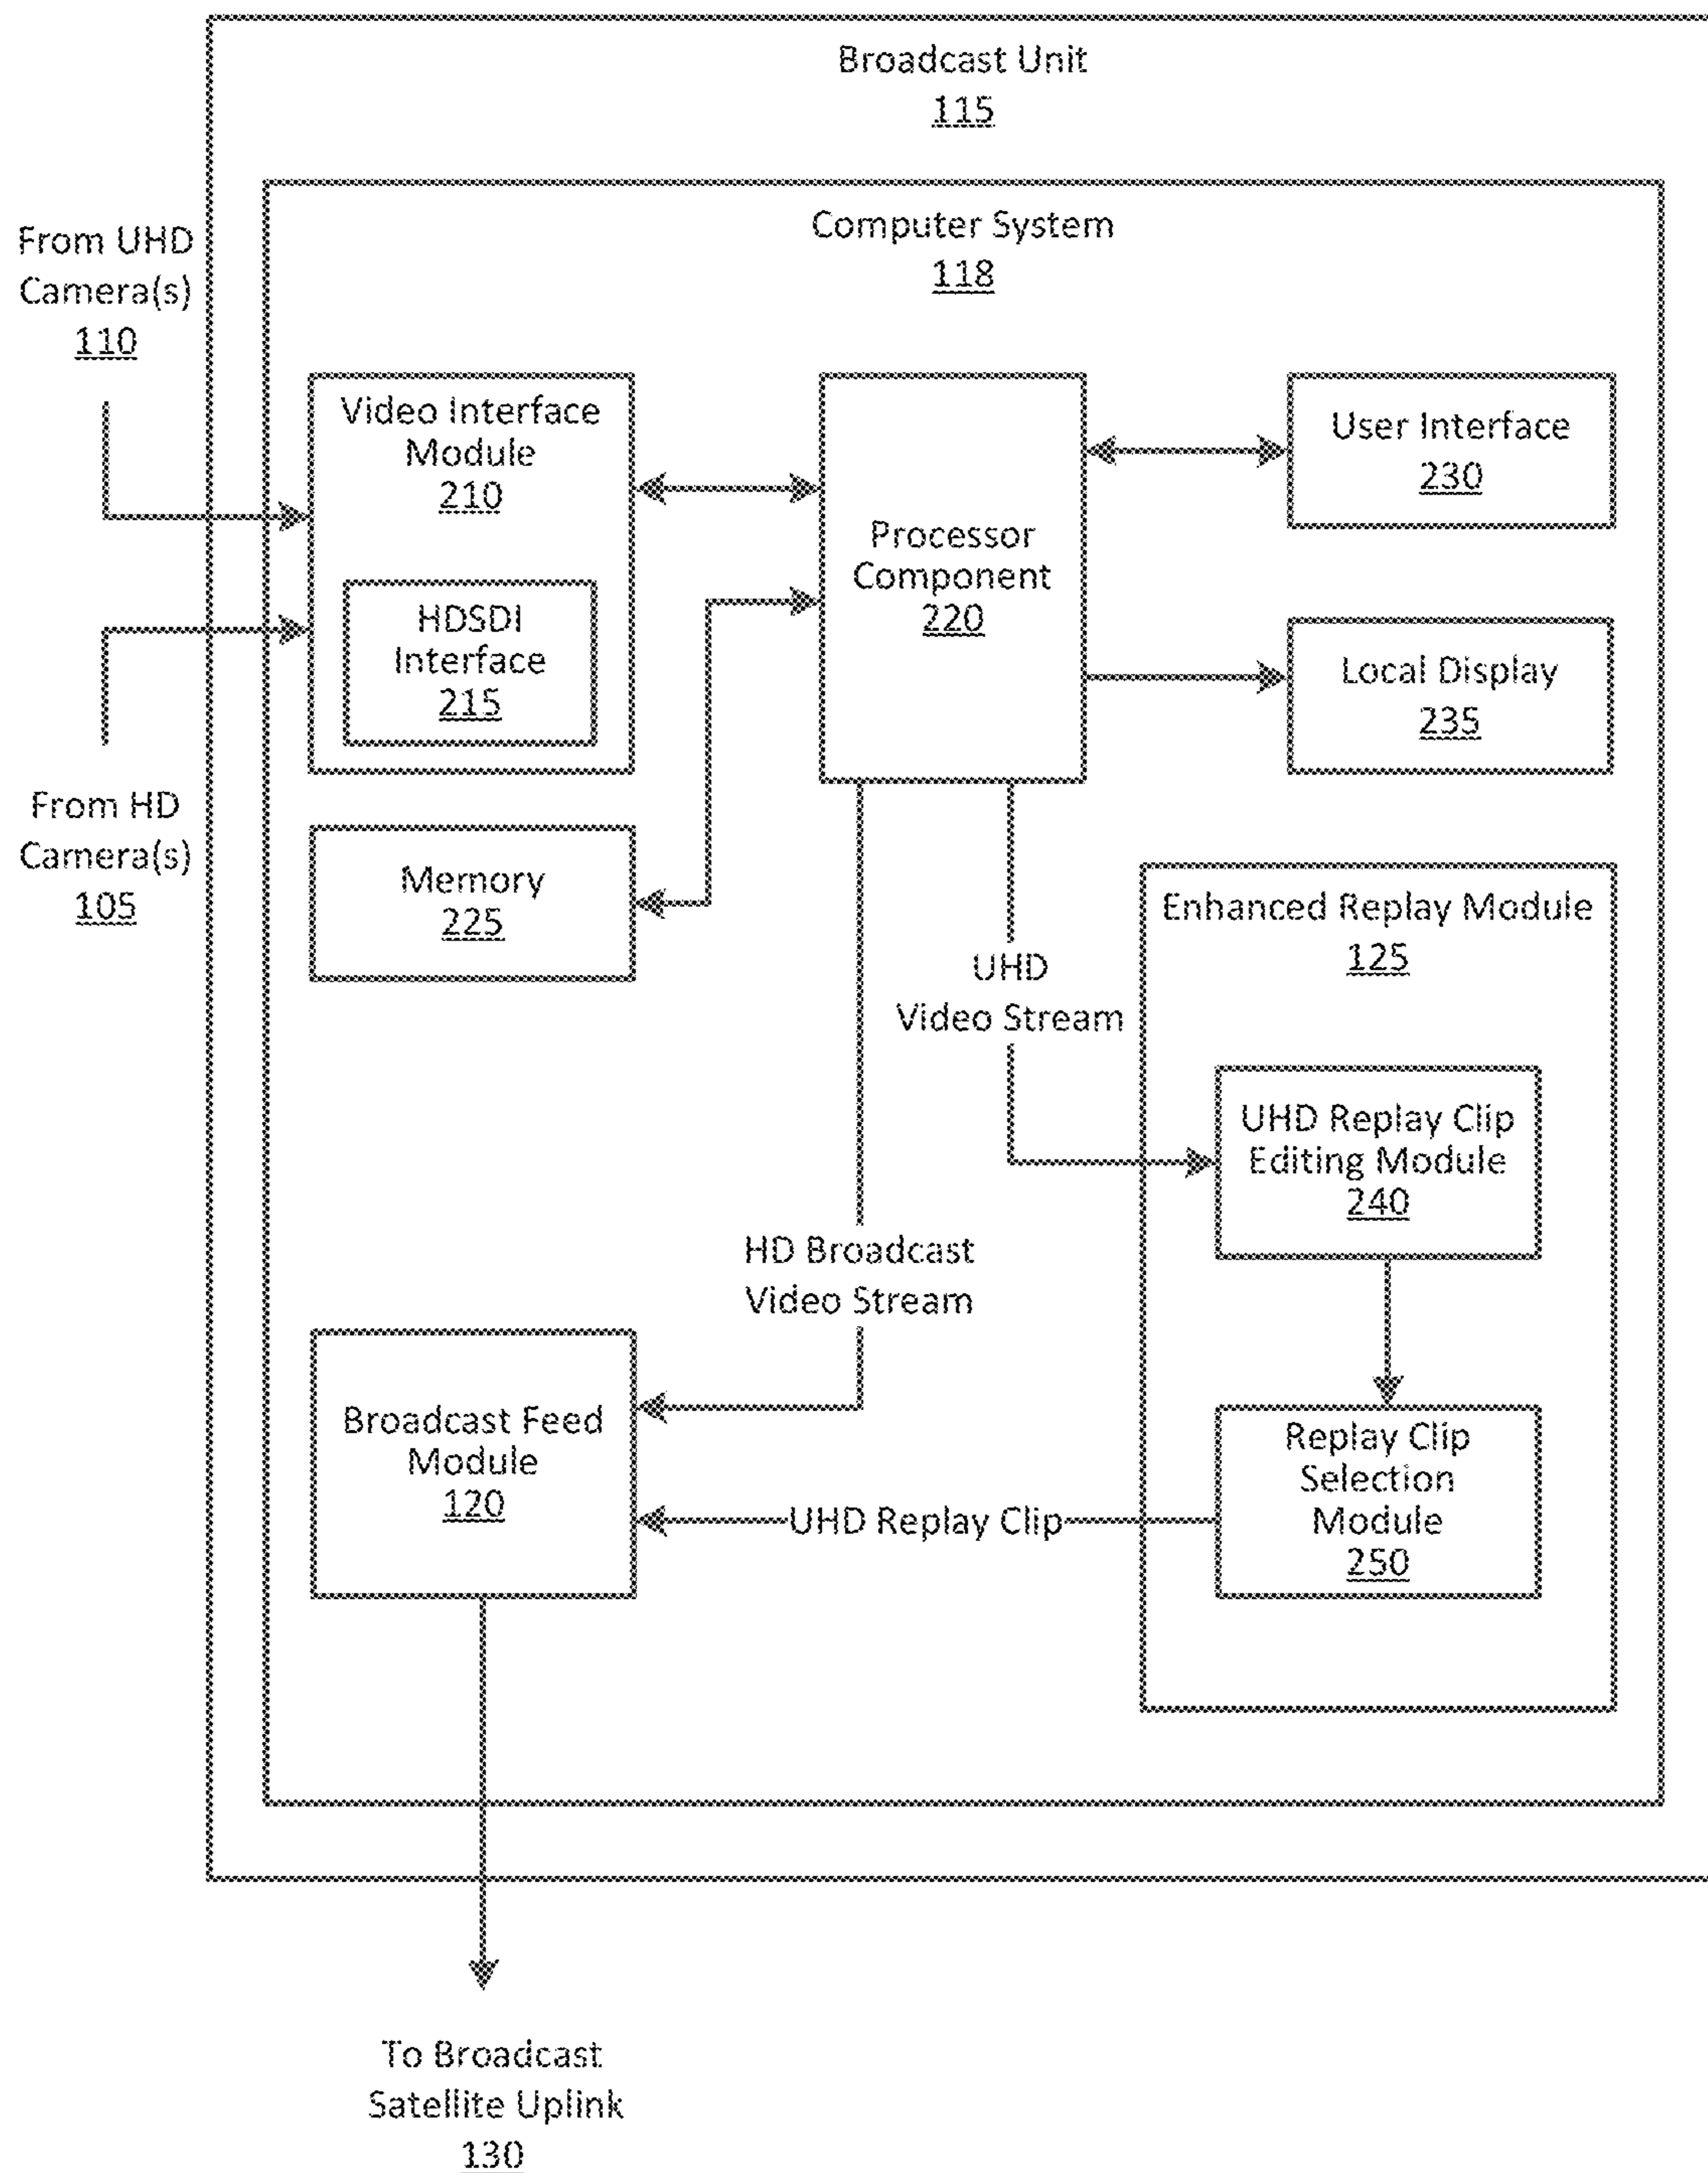 Broadcast Unit
115
Computer System
118
From UHD
Camera(s)
110
Video Interface
Module
210
HDSDI
Interface
215
Processor
Component
220
User Interface
230
Local Display
235
From HD
Camera(s)
105
Memory
225
Enhanced Replay Module
125
UHD
Video Stream
UHD Replay Clip
Editing Module
240
HD Broadcast
Video Stream
Broadcast Feed
Module
120
UHD Replay Clip
Replay Clip
Selection
Module
250
To Broadcast
Satellite Uplink
130